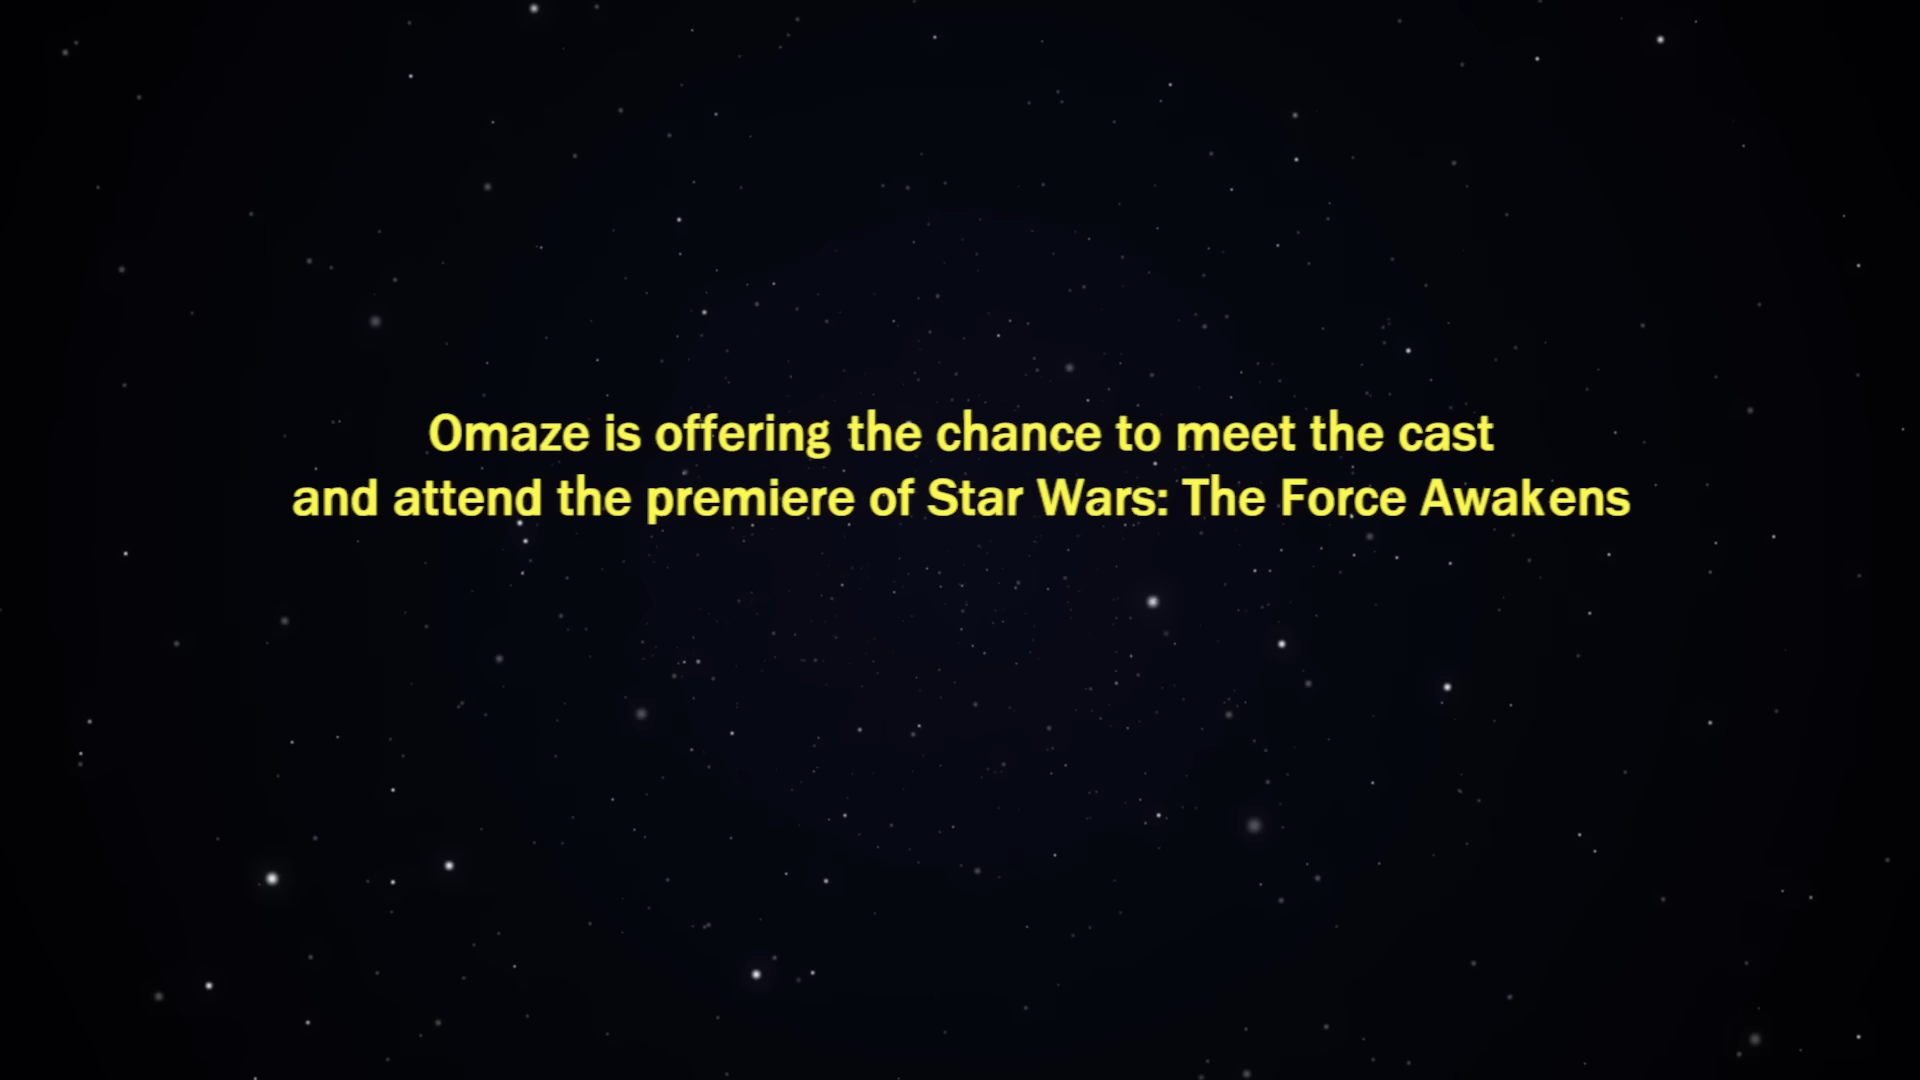 Omaze is offering the chance to meet the cast
and attend the premiere of Star Wars: The Force Awakens